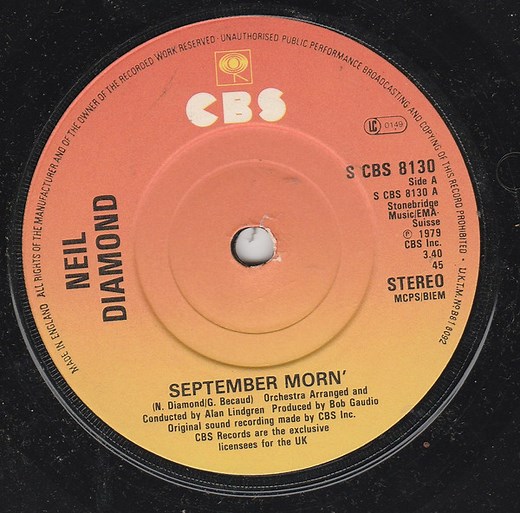 MADE IN ENGLAND ALL RIGHTS OF THE MANUFACTURER AND OF THE OWNER OF THE RECORDED WORK RESERVED · UNAUTHORISED PUBLIC PERFORMANCE BROADCASTING AND COPYING OF THIS RECORD PROHIBITED · U.K.T.M. Nº B618092
CBS
LC 0149
NEIL
DIAMOND
S CBS 8130
Side A
S CBS 8130 A
Stonebridge
Music/EMA-
Suisse
℗ 1979
CBS Inc.
3.40
45
STEREO
MCPS/BIEM
SEPTEMBER MORN'
(N. Diamond/G. Becaud) Orchestra Arranged and
Conducted by Alan Lindgren Produced by Bob Gaudio
Original sound recording made by CBS Inc.
CBS Records are the exclusive
licensees for the UK